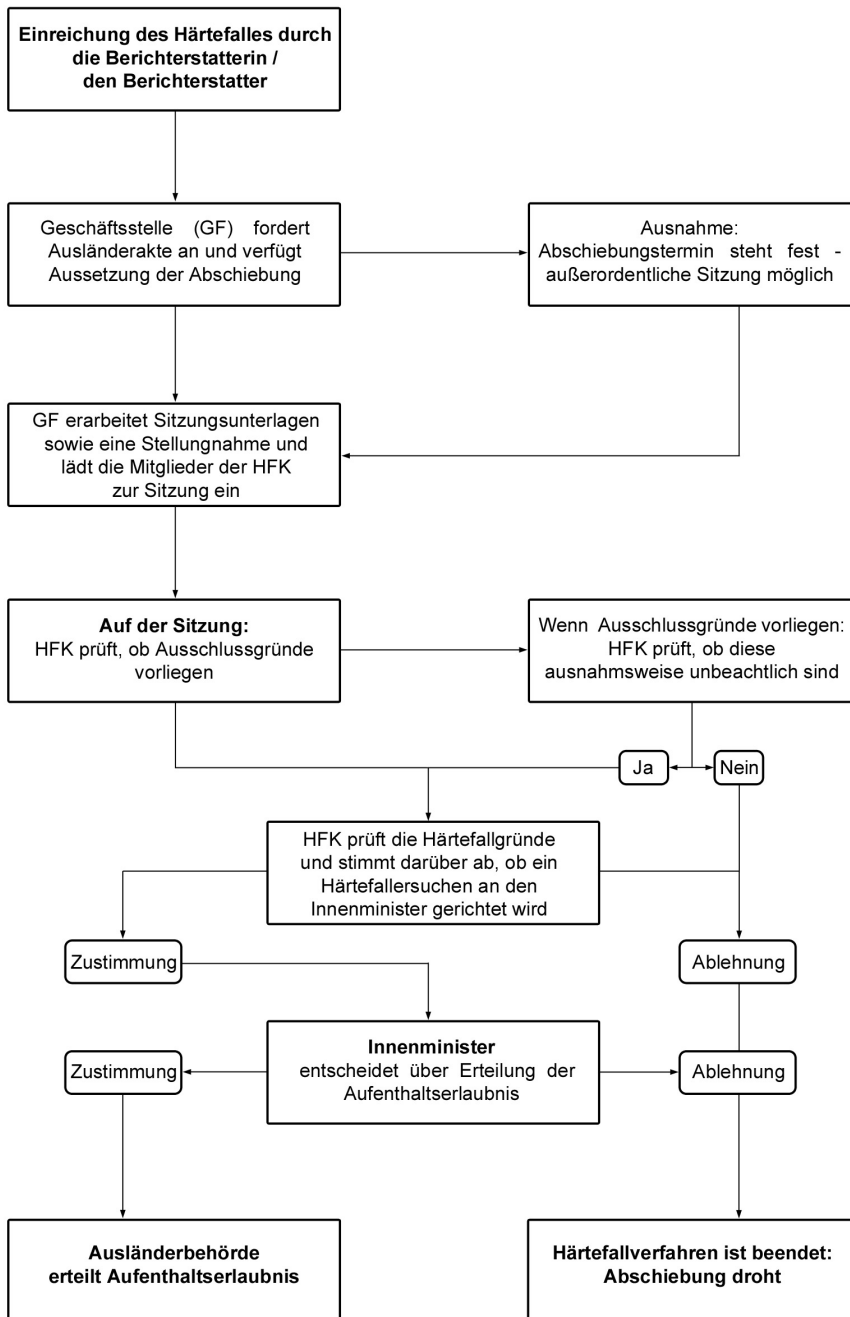 Einreichung des Härtefalles durch
die Berichterstatterin /
den Berichterstatter
Geschäftsstelle (GF) fordert
Ausländerakte an und verfügt
Aussetzung der Abschiebung
Ausnahme:
Abschiebungstermin steht fest -
außerordentliche Sitzung möglich
GF erarbeitet Sitzungsunterlagen
sowie eine Stellungnahme und
lädt die Mitglieder der HFK
zur Sitzung ein
Auf der Sitzung:
HFK prüft, ob Ausschlussgründe
vorliegen
Wenn Ausschlussgründe vorliegen:
HFK prüft, ob diese
ausnahmsweise unbeachtlich sind
Ja
Nein
HFK prüft die Härtefallgründe
und stimmt darüber ab, ob ein
Härtefallersuchen an den
Innenminister gerichtet wird
Zustimmung
Ablehnung
Innenminister
entscheidet über Erteilung der
Aufenthaltserlaubnis
Zustimmung
Ablehnung
Ausländerbehörde
erteilt Aufenthaltserlaubnis
Härtefallverfahren ist beendet:
Abschiebung droht